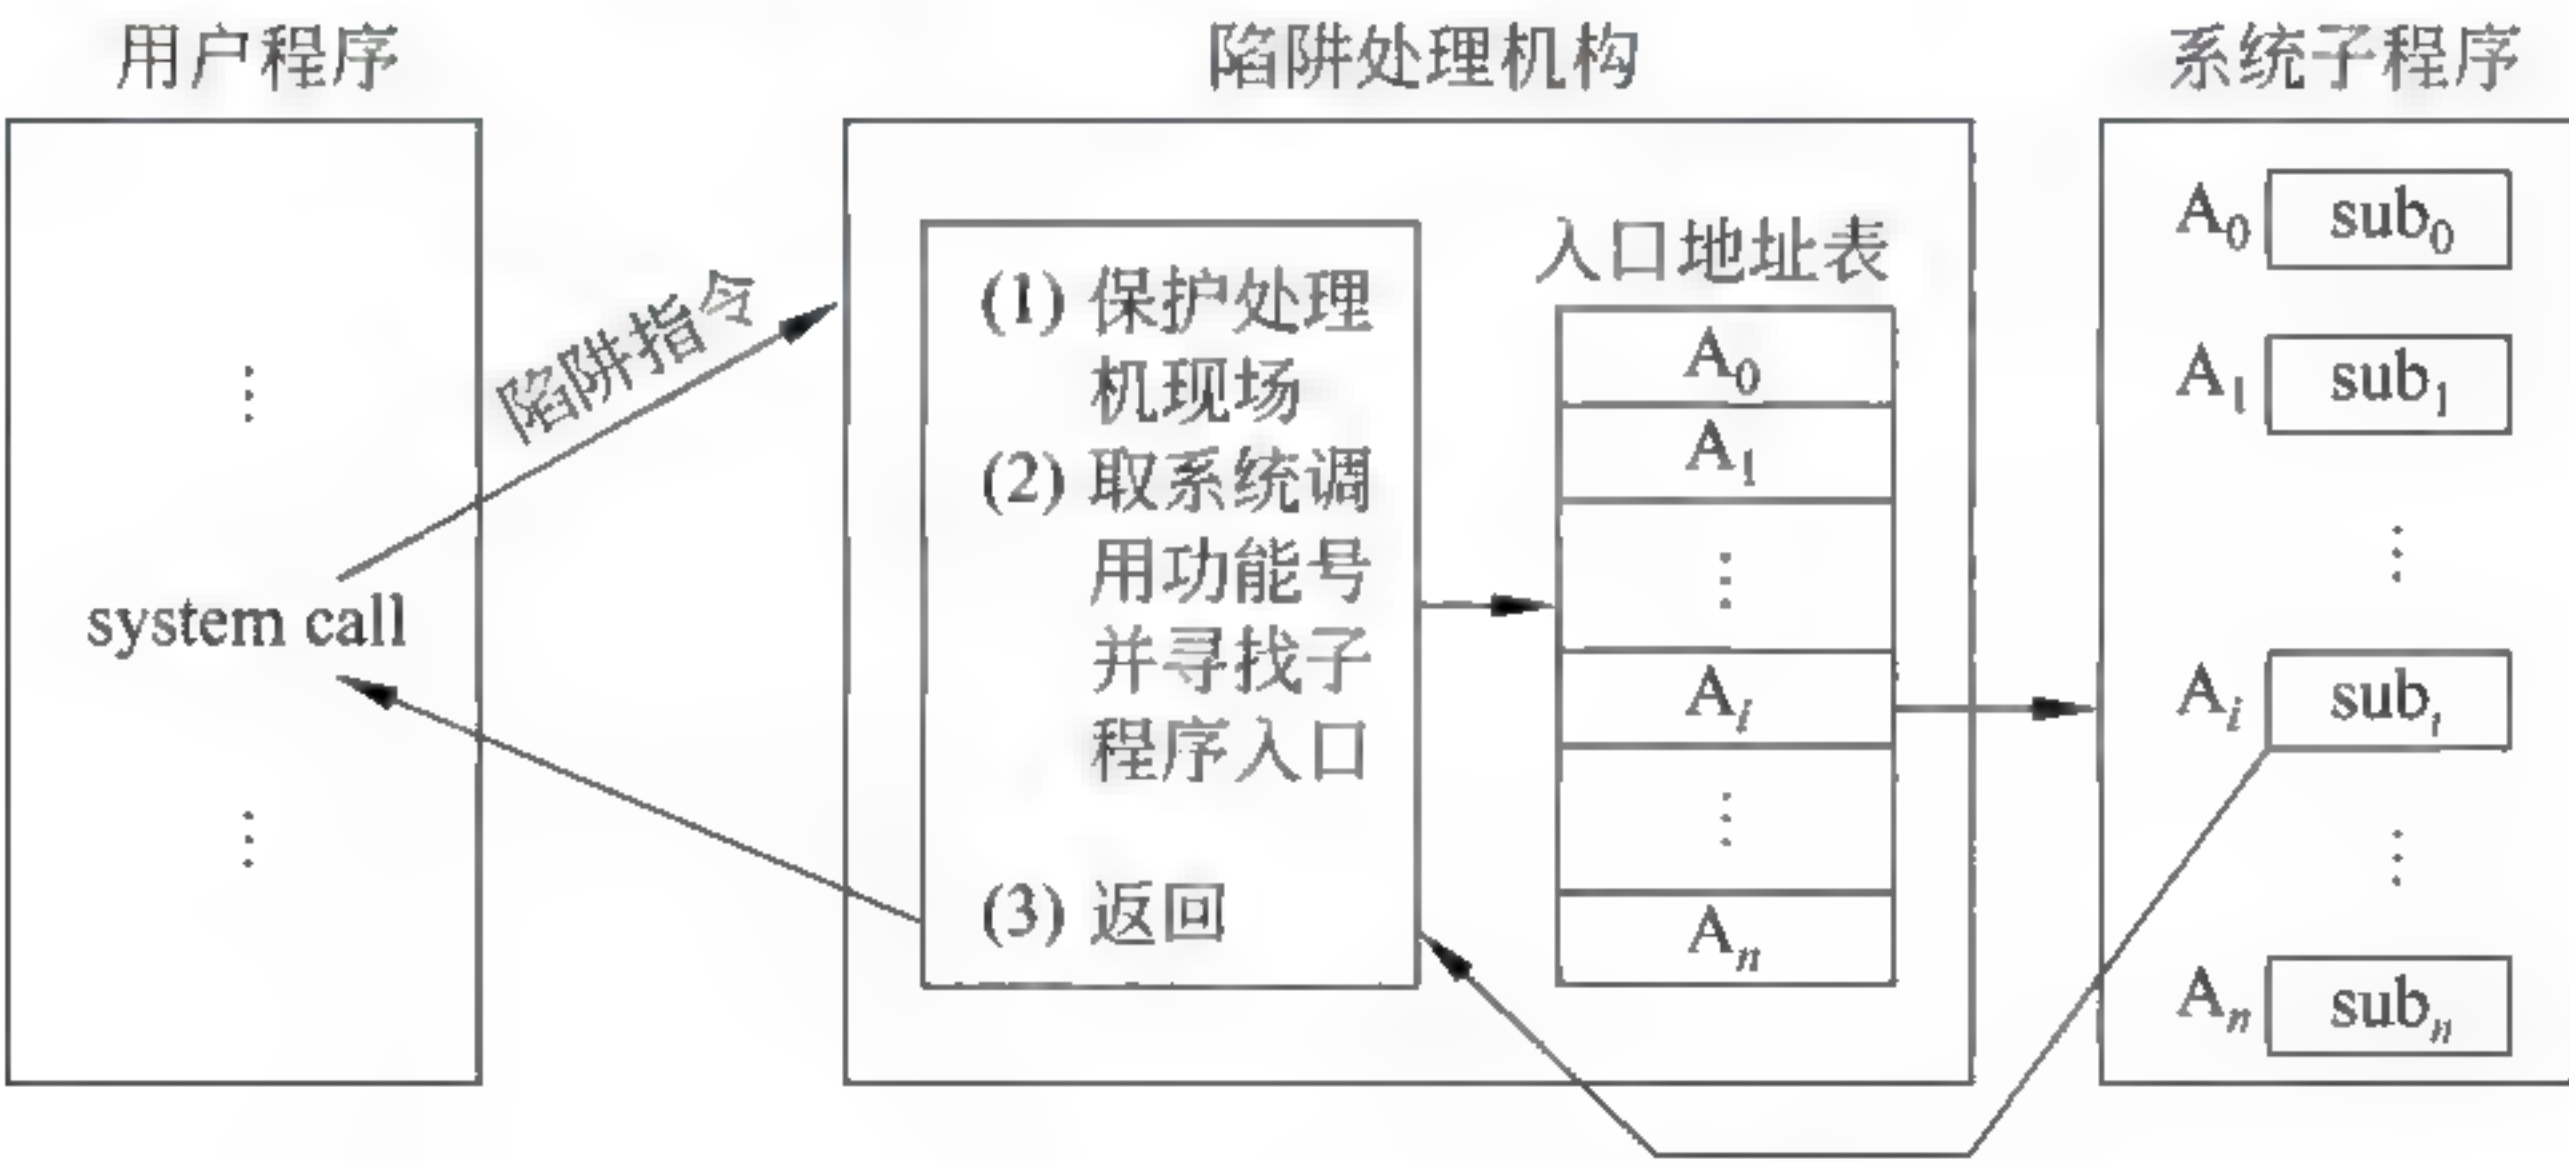 用户程序
陷阱处理机构
系统子程序
system call
陷阱指令
(1) 保护处理
机现场
(2) 取系统调
用功能号
并寻找子
程序入口
(3) 返回
入口地址表
A0
A1
⋮
Ai
⋮
An
A0 sub0
A1 sub1
⋮
Ai subi
⋮
An subn